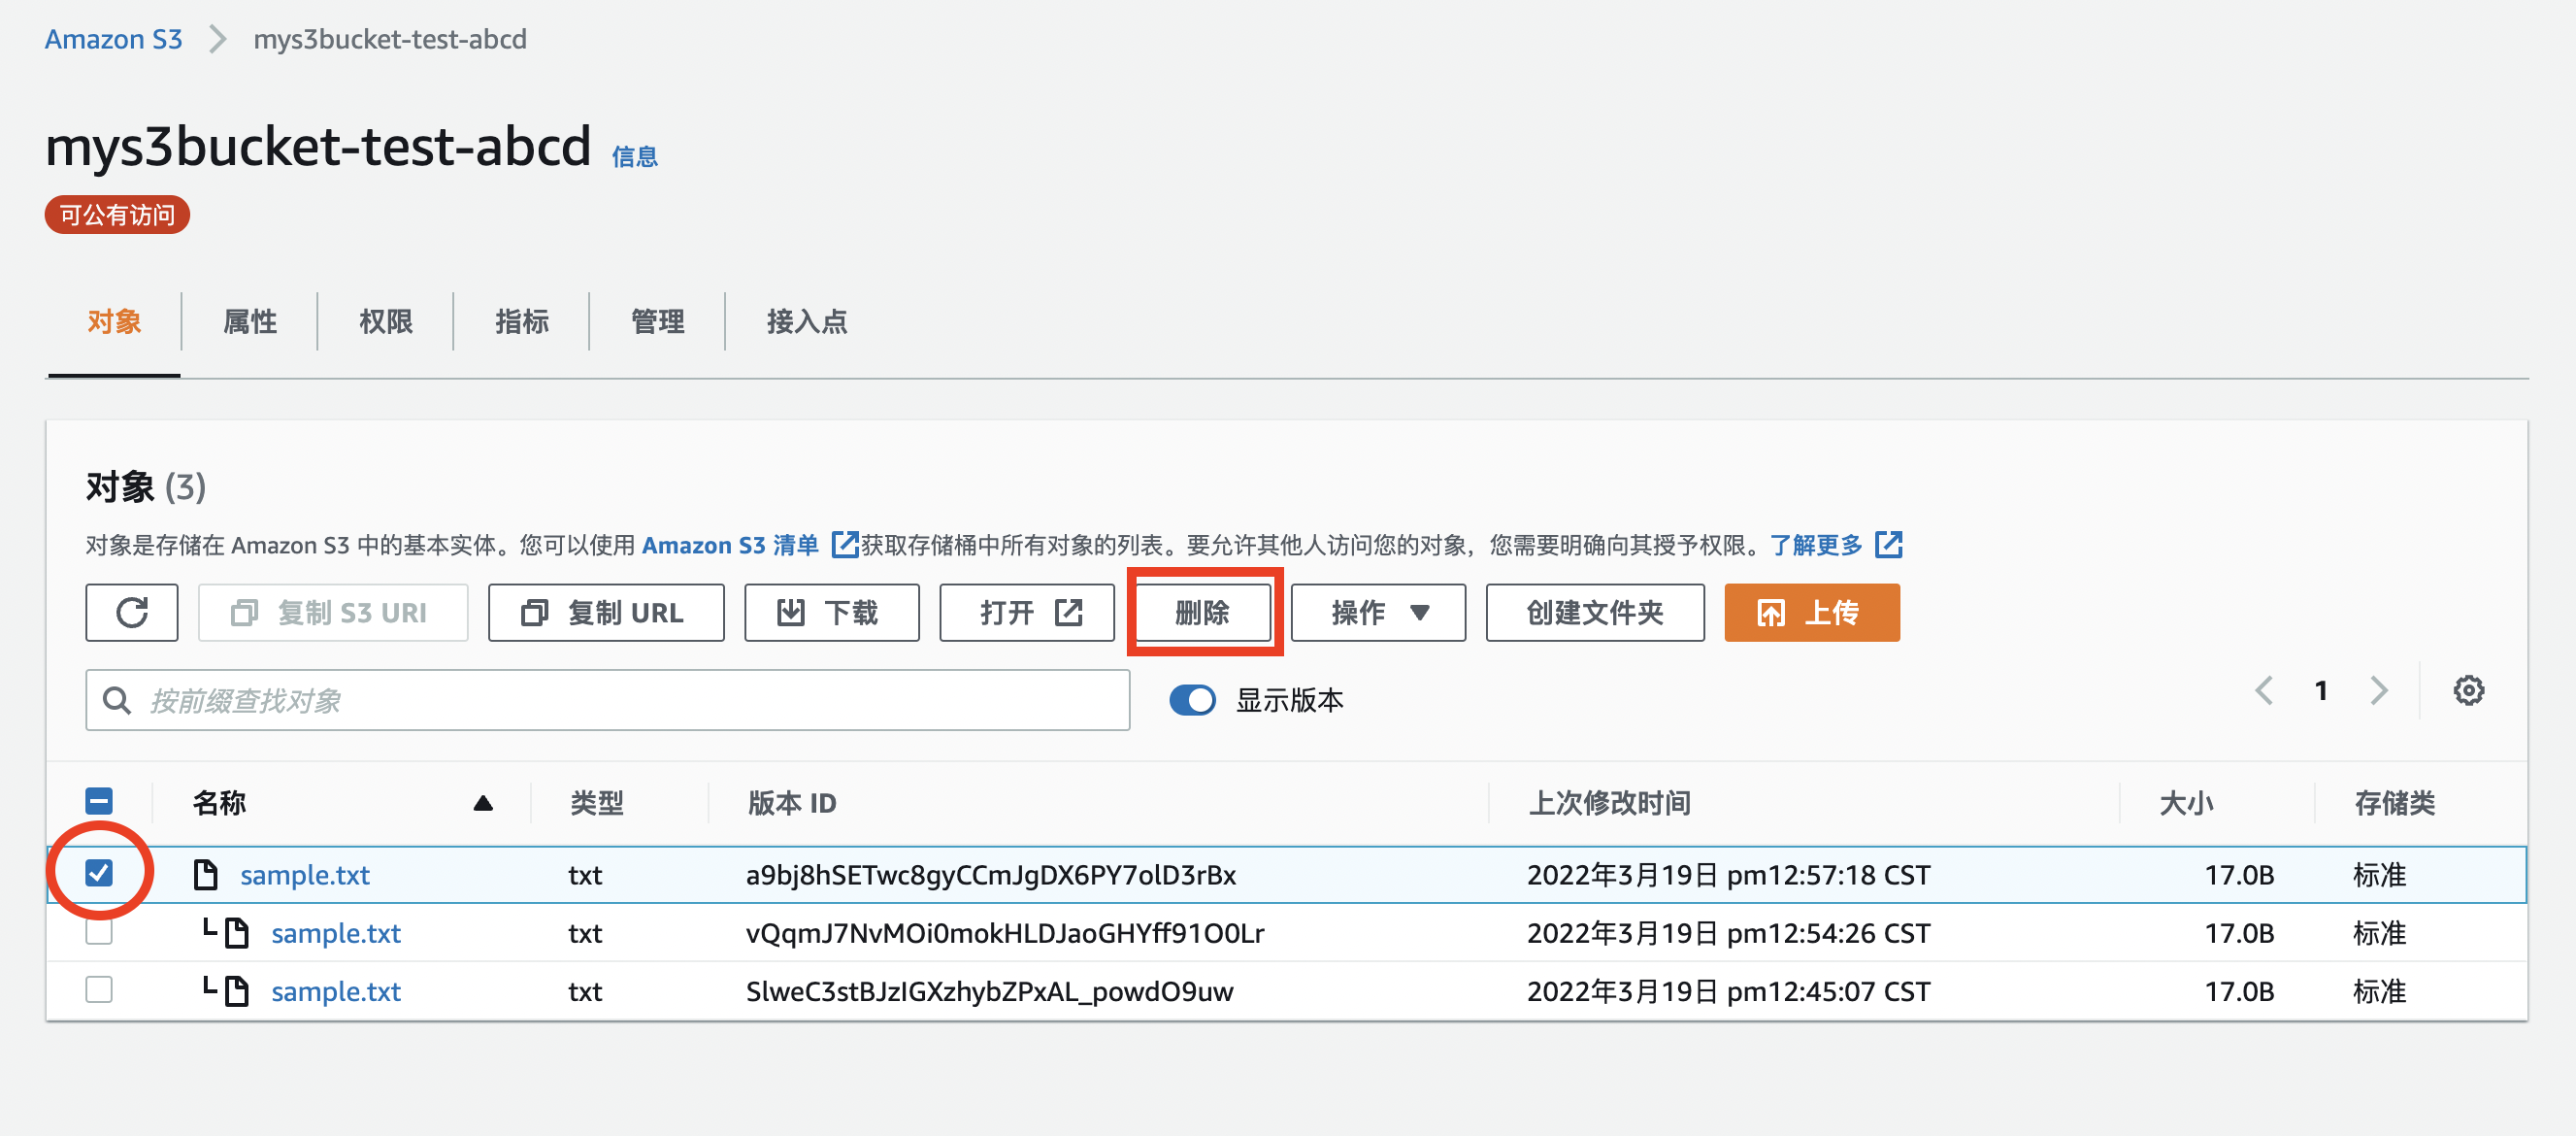 Amazon S3 > mys3bucket-test-abcd
mys3bucket-test-abcd 信息
可公有访问
对象 属性 权限 指标 管理 接入点
对象 (3)
对象是存储在 Amazon S3 中的基本实体。您可以使用 Amazon S3 清单 获取存储桶中所有对象的列表。要允许其他人访问您的对象，您需要明确向其授予权限。了解更多
复制 S3 URI 复制 URL 下载 打开 删除 操作 创建文件夹 上传
按前缀查找对象 显示版本 1
名称 类型 版本 ID 上次修改时间 大小 存储类
sample.txt txt a9bj8hSETwc8gyCCmJgDX6PY7olD3rBx 2022年3月19日 pm12:57:18 CST 17.0B 标准
sample.txt txt vQqmJ7NvMOi0mokHLDJaoGHYff91O0Lr 2022年3月19日 pm12:54:26 CST 17.0B 标准
sample.txt txt SlweC3stBJzIGXzhybZPxAL_powdO9uw 2022年3月19日 pm12:45:07 CST 17.0B 标准